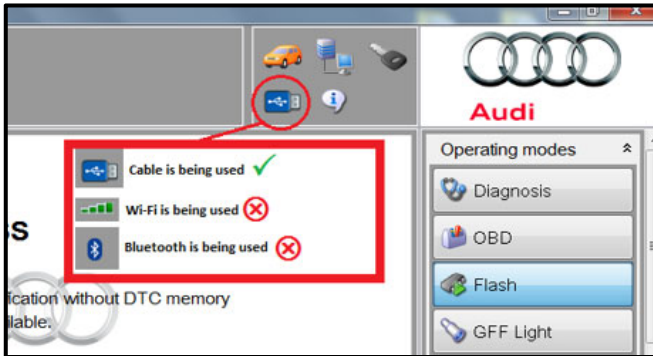 Audi
Cable is being used
Wi-Fi is being used
Bluetooth is being used
ss
ication without DTC memory
ilable.
Operating modes
Diagnosis
OBD
Flash
GFF Light